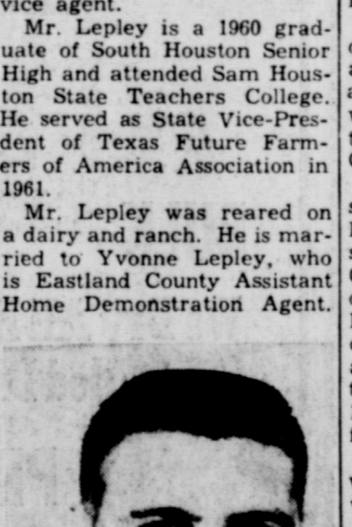 vice agent.
Mr. Lepley is a 1960 grad-
uate of South Houston Senior
High and attended Sam Hous-
ton State Teachers College.
He served as State Vice-Pres-
dent of Texas Future Farm-
ers of America Association in
1961.
Mr. Lepley was reared on
a dairy and ranch. He is mar-
ried to Yvonne Lepley, who
is Eastland County Assistant
Home Demonstration Agent.